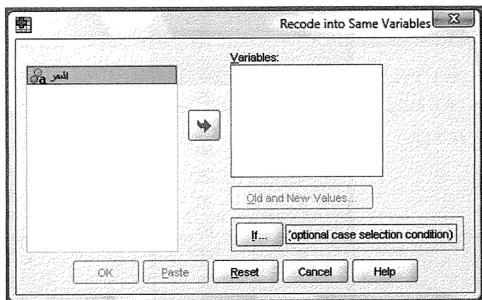 Recode into Same Variables
Variables:
Old and New Values...
If... (optional case selection condition)
OK Paste Reset Cancel Help